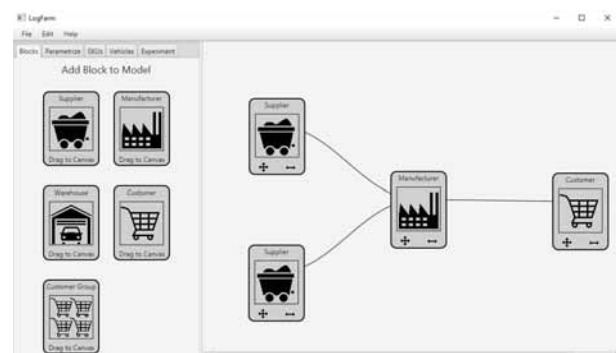 LogFarm
File Edit Help
Blocks Parametrize SKUs Vehicles Experiment
Add Block to Model
Supplier
Drag to Canvas
Manufacturer
Drag to Canvas
Warehouse
Drag to Canvas
Customer
Drag to Canvas
Customer Group
Drag to Canvas
Supplier
Supplier
Manufacturer
Customer